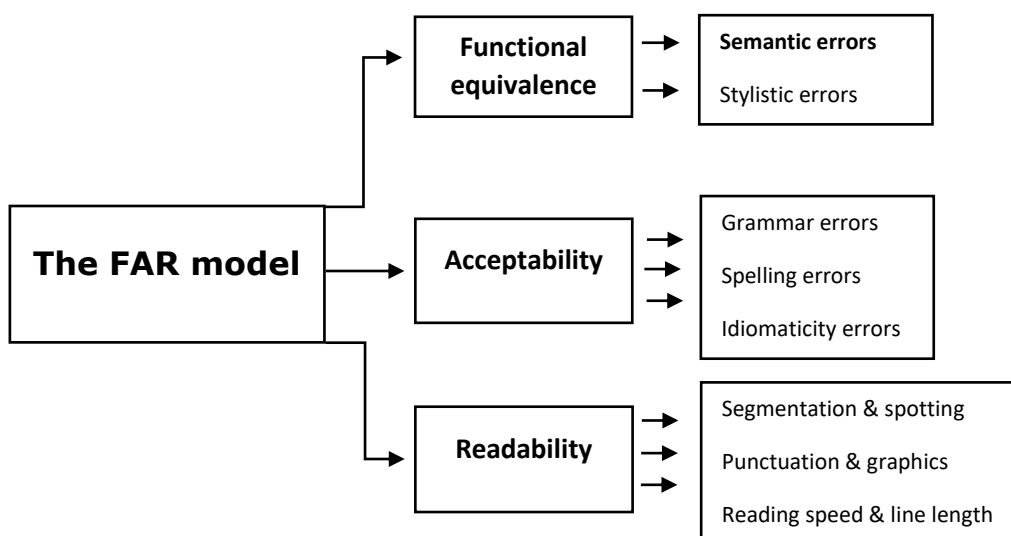 The FAR model
Functional
equivalence
Semantic errors
Stylistic errors
Acceptability
Grammar errors
Spelling errors
Idiomaticity errors
Readability
Segmentation & spotting
Punctuation & graphics
Reading speed & line length